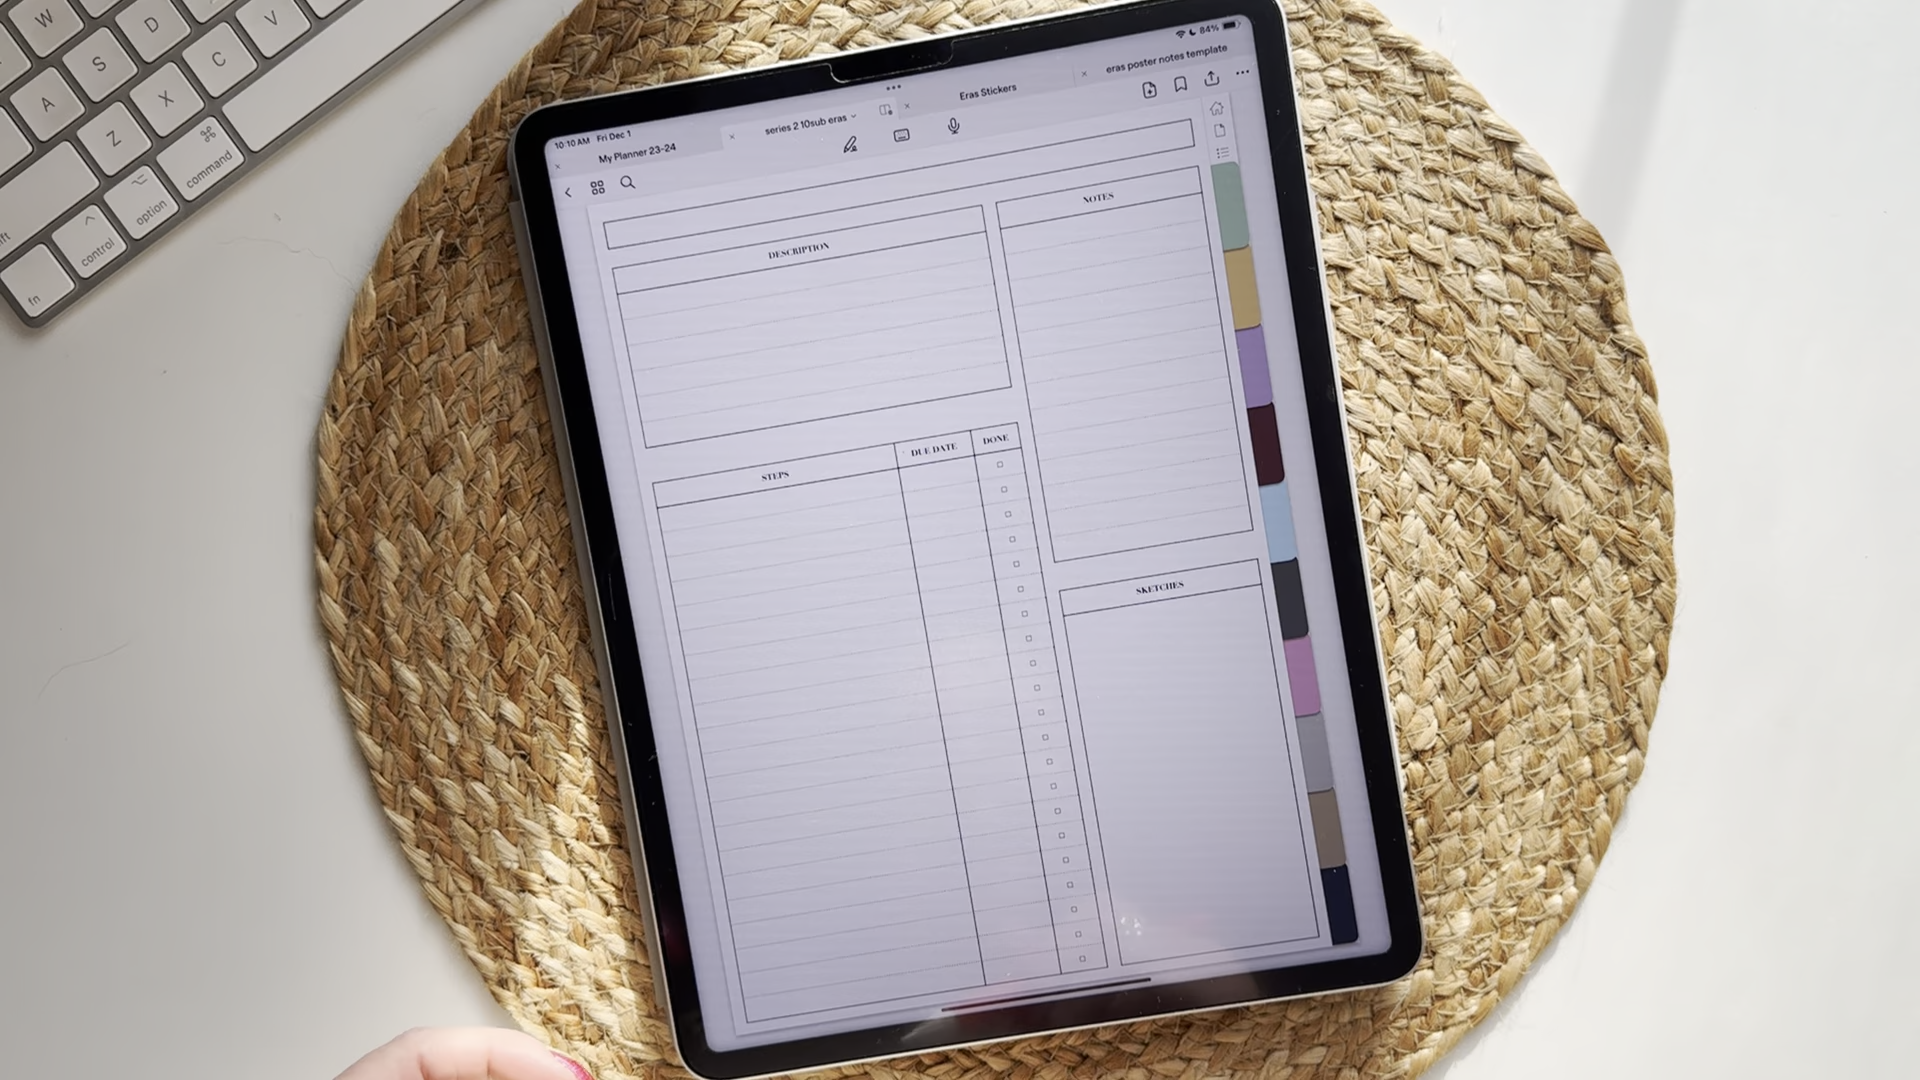 W
D
V
A
S
C
X
Z
⌘
command
⌥
option
^
control
fn
10:10 AM Fri Dec 1
84%
My Planner 23-24
series 2 10sub eras
Eras Stickers
eras poster notes template
DESCRIPTION
NOTES
STEPS
DUE DATE
DONE
SKETCHES